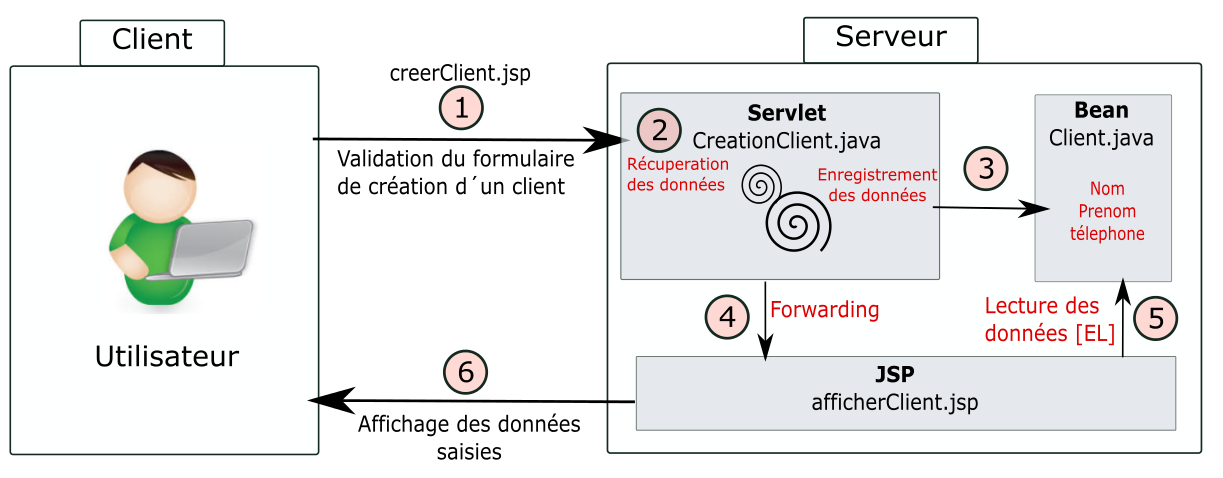 Client
Utilisateur
creerClient.jsp
1
Validation du formulaire
de création d´un client
6
Affichage des données
saisies
Serveur
Servlet
CreationClient.java
2
Récuperation
des données
Enregistrement
des données
3
Bean
Client.java
Nom
Prenom
télephone
4
Forwarding
Lecture des
données [EL]
5
JSP
afficherClient.jsp